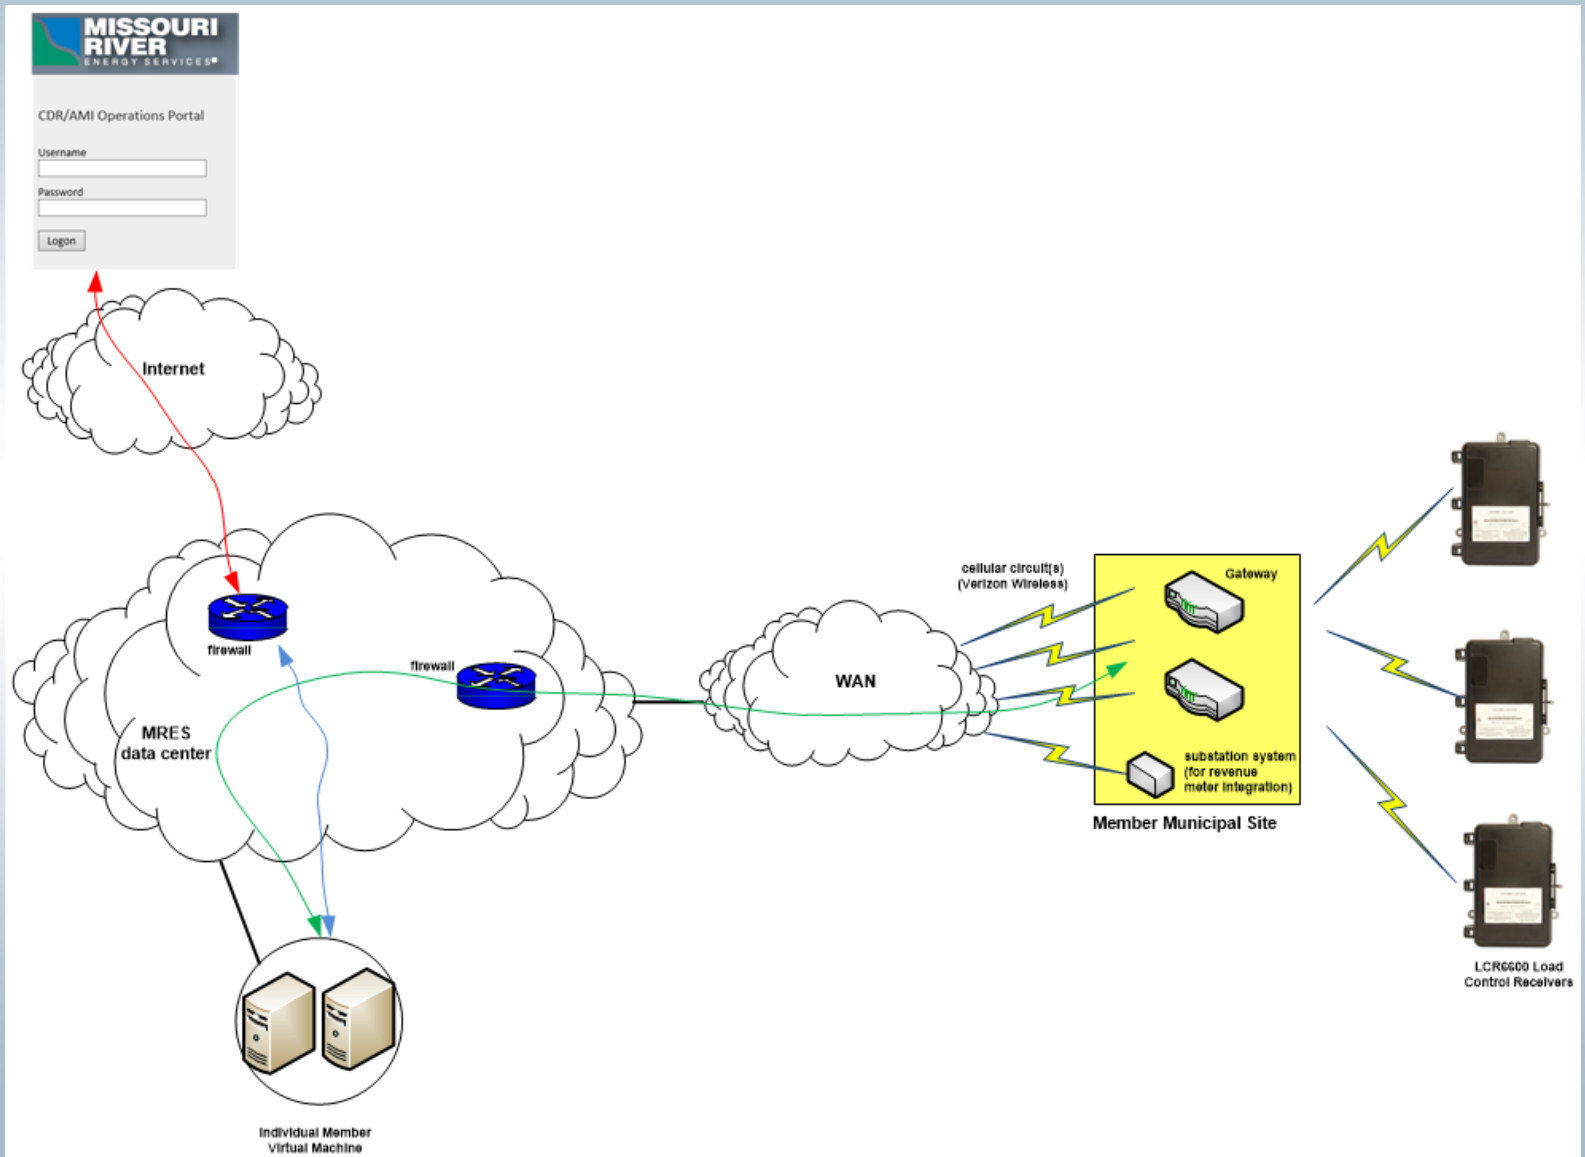 MISSOURI
RIVER
ENERGY SERVICES
CDR/AMI Operations Portal
Username
Password
Logon
Internet
firewall
firewall
MRES
data center
WAN
cellular circuit(s)
(Verizon Wireless)
Gateway
substation system
(for revenue
meter integration)
Member Municipal Site
LCR6600 Load
Control Receivers
Individual Member
Virtual Machine